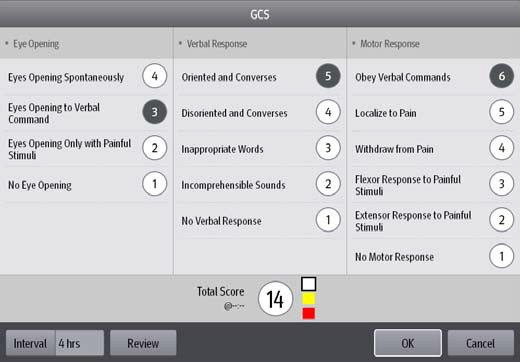 GCS
• Eye Opening
Eyes Opening Spontaneously 4
Eyes Opening to Verbal
Command 3
Eyes Opening Only with Painful
Stimuli 2
No Eye Opening 1
• Verbal Response
Oriented and Converses 5
Disoriented and Converses 4
Inappropriate Words 3
Incomprehensible Sounds 2
No Verbal Response 1
• Motor Response
Obey Verbal Commands 6
Localize to Pain 5
Withdraw from Pain 4
Flexor Response to Painful
Stimuli 3
Extensor Response to Painful
Stimuli 2
No Motor Response 1
Total Score 14
@--:--
Interval 4 hrs Review OK Cancel